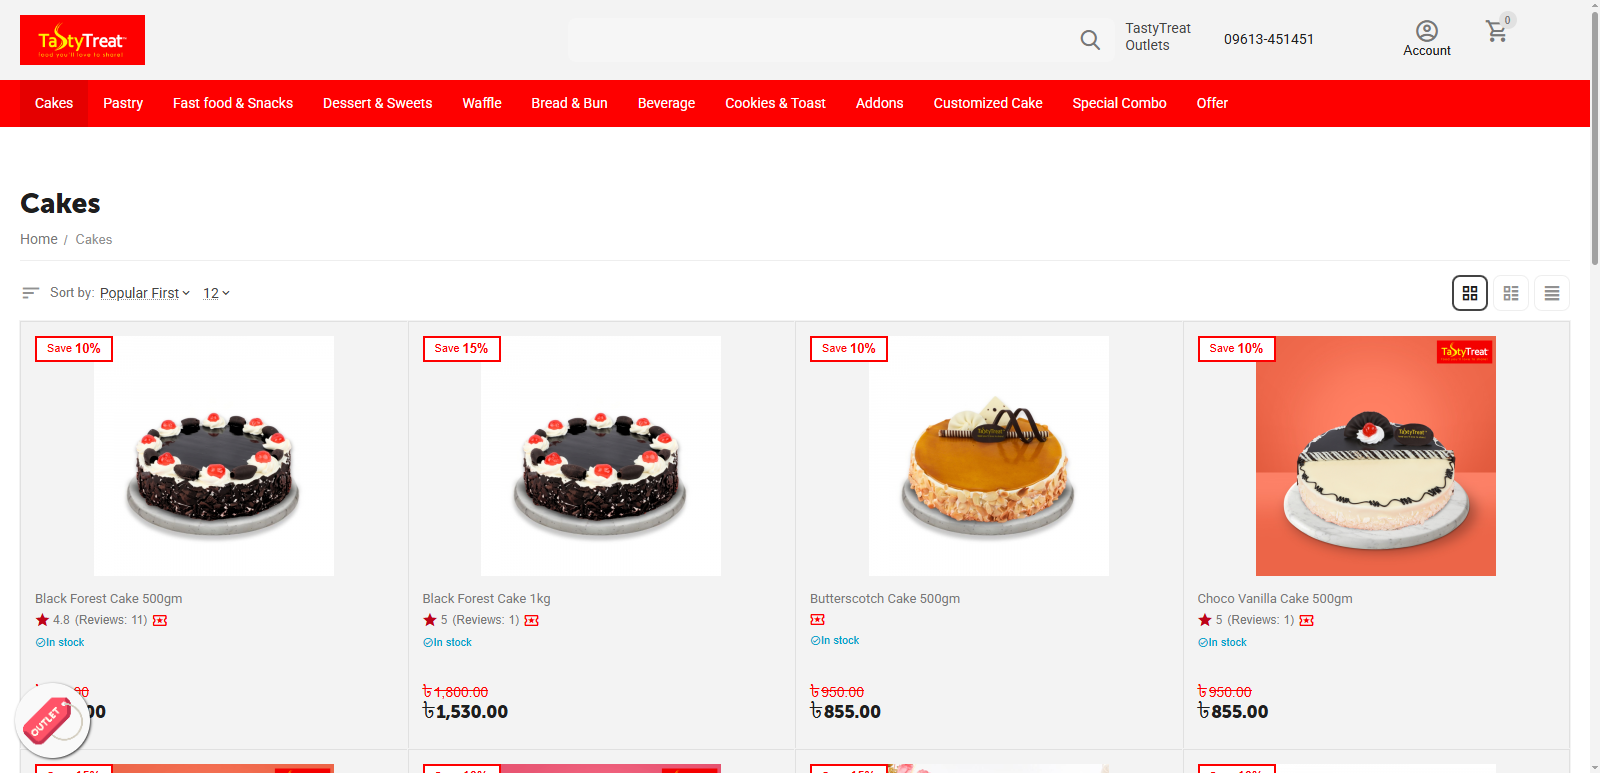 TastyTreat
food you'll love to share!
TastyTreat
Outlets
09613-451451
Account
0
Cakes
Pastry
Fast food & Snacks
Dessert & Sweets
Waffle
Bread & Bun
Beverage
Cookies & Toast
Addons
Customized Cake
Special Combo
Offer
Cakes
Home / Cakes
Sort by: Popular First 12
Save 10%
Save 15%
Save 10%
Save 10%
TastyTreat
Black Forest Cake 500gm
4.8 (Reviews: 11)
In stock
Black Forest Cake 1kg
5 (Reviews: 1)
In stock
৳1,800.00
৳1,530.00
Butterscotch Cake 500gm
In stock
৳950.00
৳855.00
Choco Vanilla Cake 500gm
5 (Reviews: 1)
In stock
৳950.00
৳855.00
OUTLET